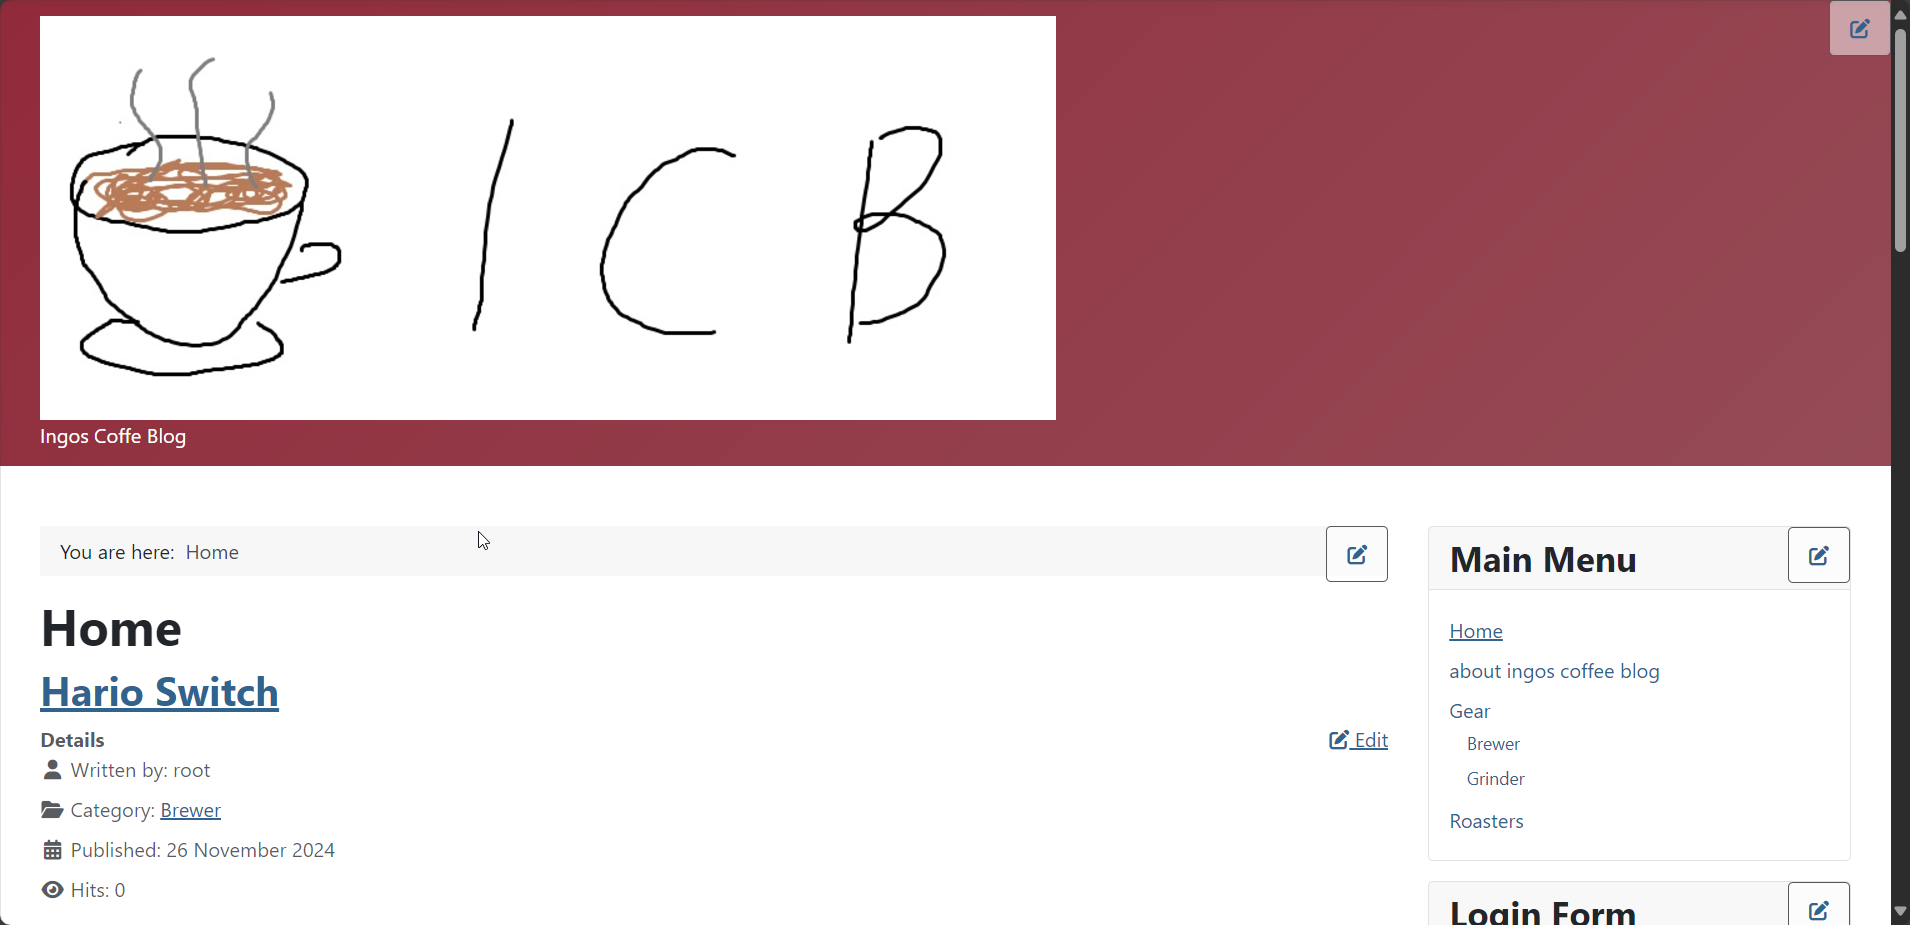 I C B
Ingos Coffe Blog
You are here: Home
Home
Hario Switch
Details
Edit
Written by: root
Category: Brewer
Published: 26 November 2024
Hits: 0
Main Menu
Home
about ingos coffee blog
Gear
Brewer
Grinder
Roasters
Login Form